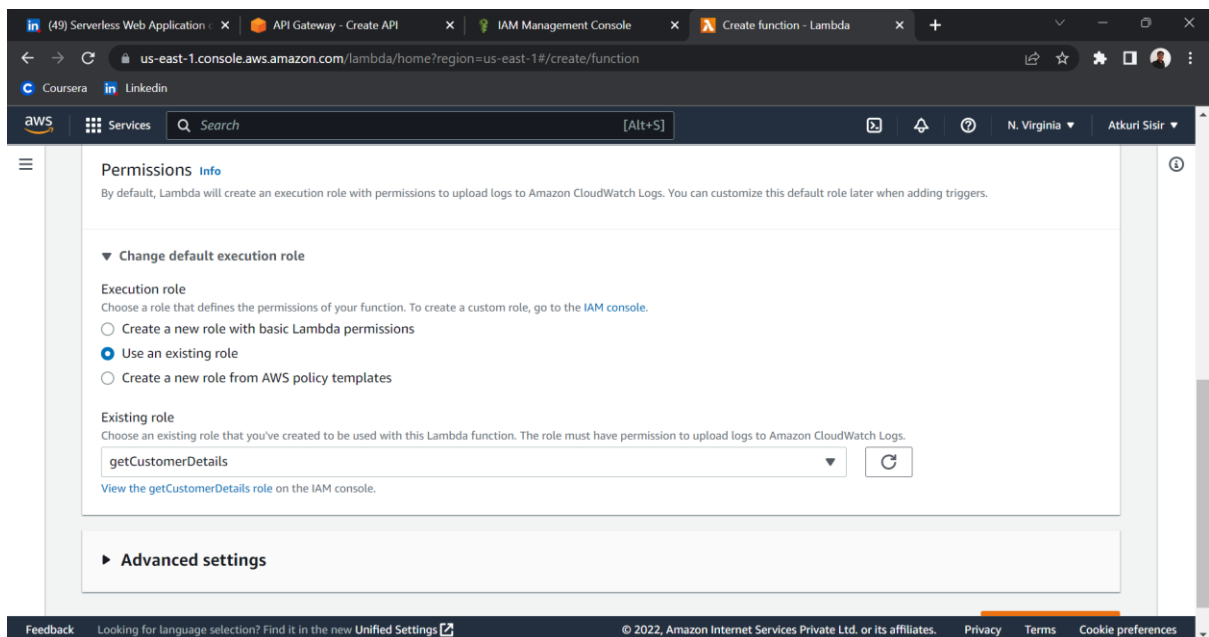 in (49) Serverless Web Application
API Gateway - Create API
IAM Management Console
Create function - Lambda
us-east-1.console.aws.amazon.com/lambda/home?region=us-east-1#/create/function
C Coursera in Linkedin
aws Services Search [Alt+S] N. Virginia Atkuri Sisir
Permissions Info
By default, Lambda will create an execution role with permissions to upload logs to Amazon CloudWatch Logs. You can customize this default role later when adding triggers.
Change default execution role
Execution role
Choose a role that defines the permissions of your function. To create a custom role, go to the IAM console.
Create a new role with basic Lambda permissions
Use an existing role
Create a new role from AWS policy templates
Existing role
Choose an existing role that you've created to be used with this Lambda function. The role must have permission to upload logs to Amazon CloudWatch Logs.
getCustomerDetails
View the getCustomerDetails role on the IAM console.
Advanced settings
Feedback Looking for language selection? Find it in the new Unified Settings © 2022, Amazon Internet Services Private Ltd. or its affiliates. Privacy Terms Cookie preferences